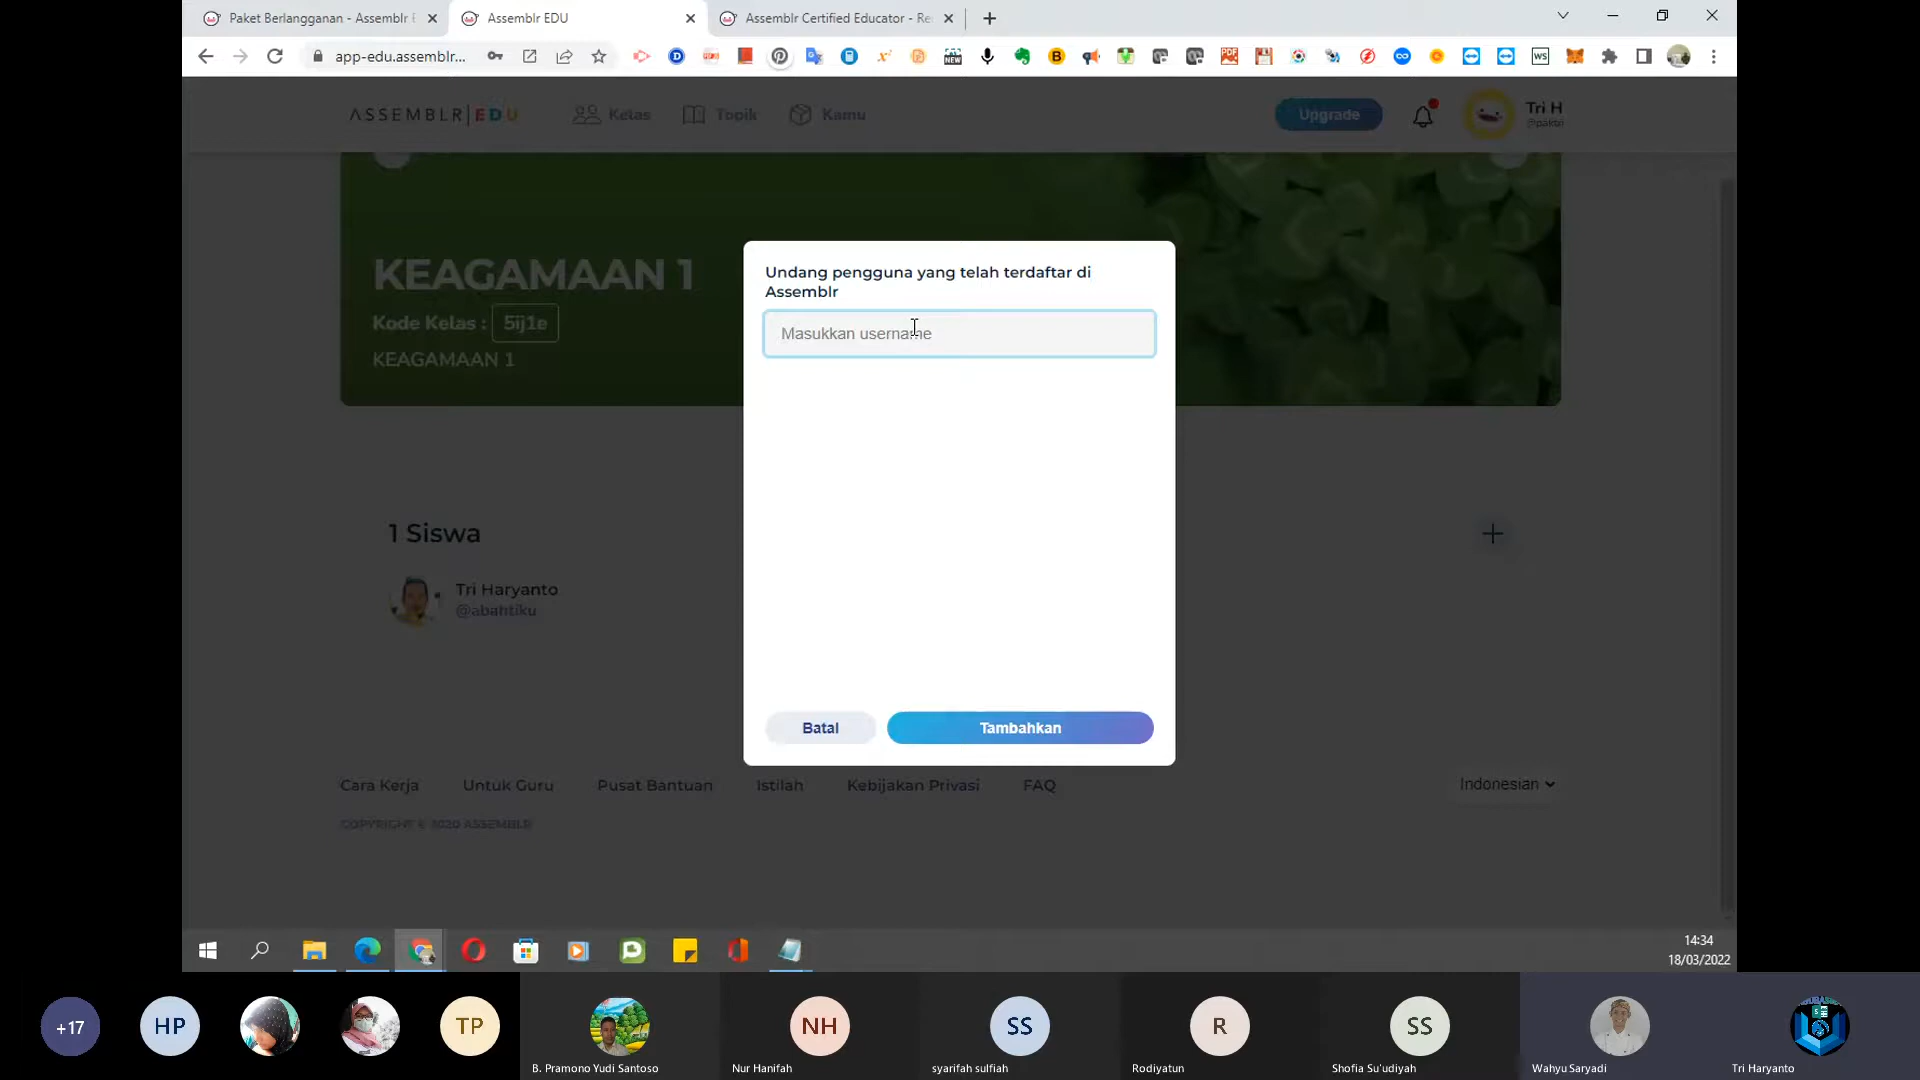 Paket Berlangganan - Assemblr E
Assemblr EDU
Assemblr Certified Educator - Re
app-edu.assemblr...
ASSEMBLR|EDU
Kelas
Topik
Kamu
Upgrade
Tri H
@paktri
KEAGAMAAN 1
Kode Kelas : 5ij1e
KEAGAMAAN 1
Undang pengguna yang telah terdaftar di
Assemblr
Masukkan username
1 Siswa
Tri Haryanto
@abahtiku
Batal
Tambahkan
Cara Kerja
Untuk Guru
Pusat Bantuan
Istilah
Kebijakan Privasi
FAQ
Indonesian
COPYRIGHT © 2020 ASSEMBLR
14:34
18/03/2022
+17
HP
TP
NH
SS
R
SS
B. Pramono Yudi Santoso
Nur Hanifah
syarifah sulfiah
Rodiyatun
Shofia Su'udiyah
Wahyu Saryadi
Tri Haryanto